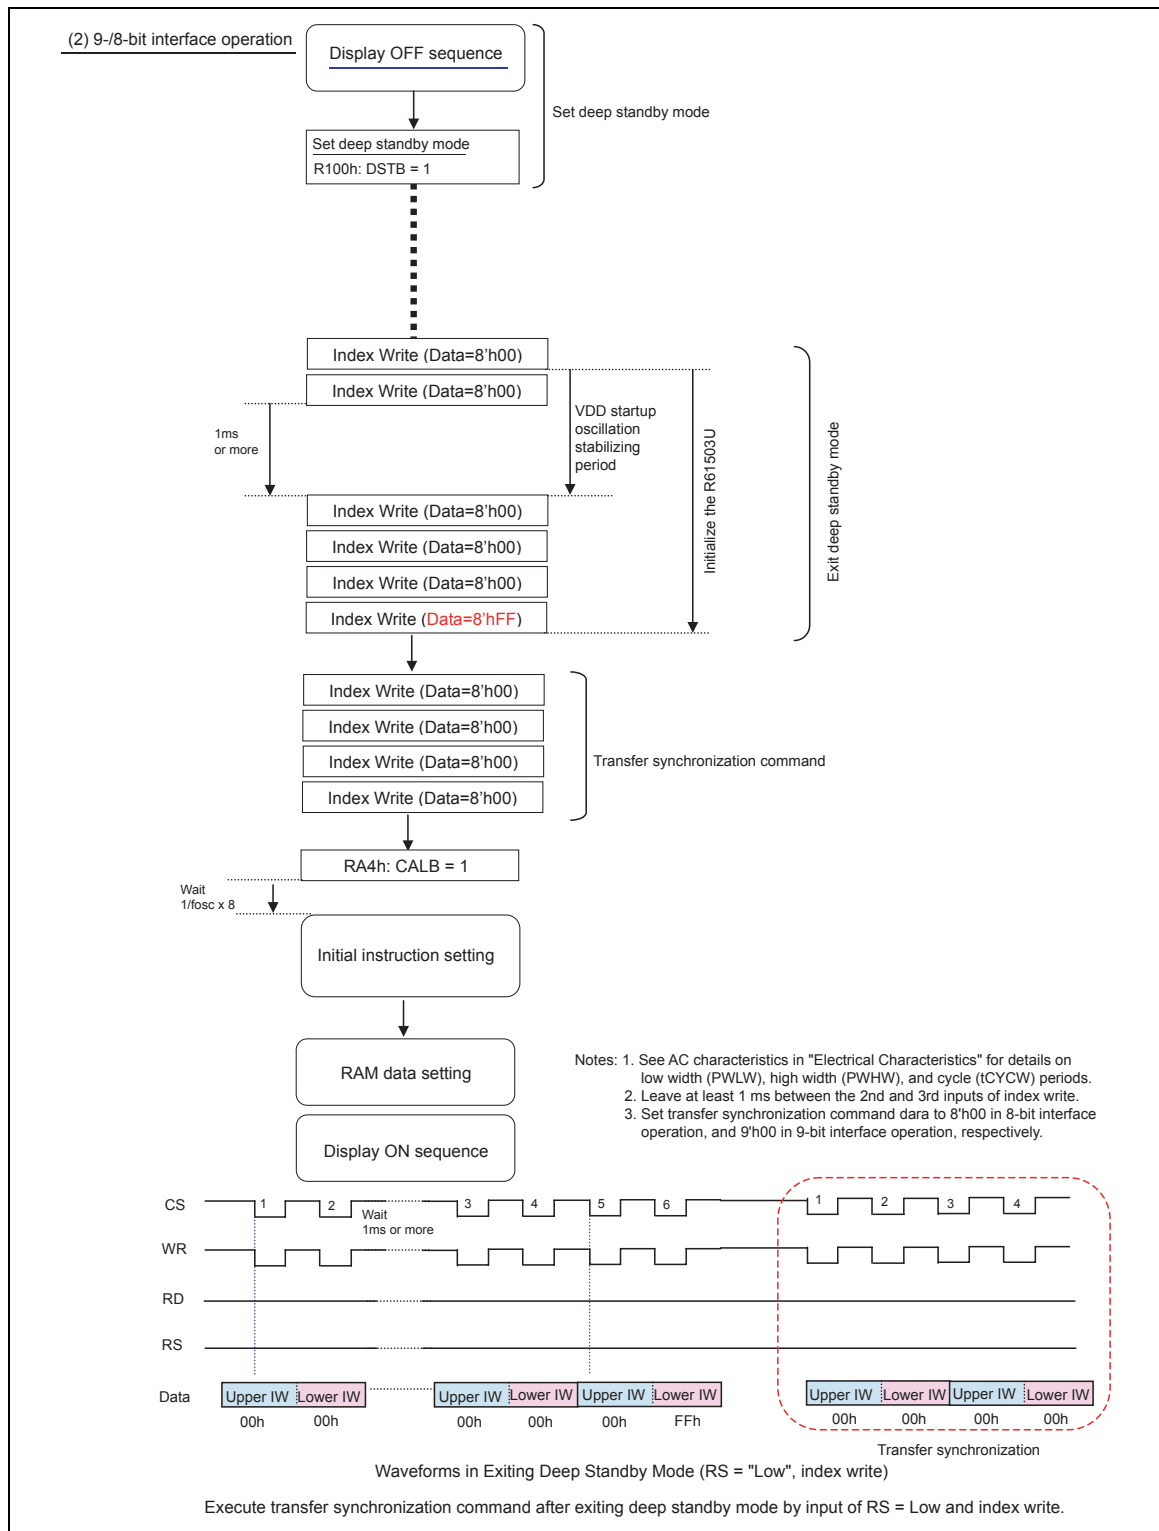 (2) 9-/8-bit interface operation
Display OFF sequence
Set deep standby mode
Set deep standby mode
R100h: DSTB = 1
Index Write (Data=8'h00)
Index Write (Data=8'h00)
1ms
or more
VDD startup
oscillation
stabilizing
period
Initialize the R61503U
Exit deep standby mode
Index Write (Data=8'h00)
Index Write (Data=8'h00)
Index Write (Data=8'h00)
Index Write (Data=8'hFF)
Index Write (Data=8'h00)
Index Write (Data=8'h00)
Index Write (Data=8'h00)
Index Write (Data=8'h00)
Transfer synchronization command
RA4h: CALB = 1
Wait
1/fosc x 8
Initial instruction setting
RAM data setting
Display ON sequence
Notes: 1. See AC characteristics in "Electrical Characteristics" for details on
low width (PWLW), high width (PWHW), and cycle (tCYCW) periods.
2. Leave at least 1 ms between the 2nd and 3rd inputs of index write.
3. Set transfer synchronization command dara to 8'h00 in 8-bit interface
operation, and 9'h00 in 9-bit interface operation, respectively.
CS 1 2 3 4 5 6 1 2 3 4
Wait
1ms or more
WR
RD
RS
Data Upper IW Lower IW Upper IW Lower IW Upper IW Lower IW Upper IW Lower IW Upper IW Lower IW
00h 00h 00h 00h 00h FFh 00h 00h 00h 00h
Transfer synchronization
Waveforms in Exiting Deep Standby Mode (RS = "Low", index write)
Execute transfer synchronization command after exiting deep standby mode by input of RS = Low and index write.